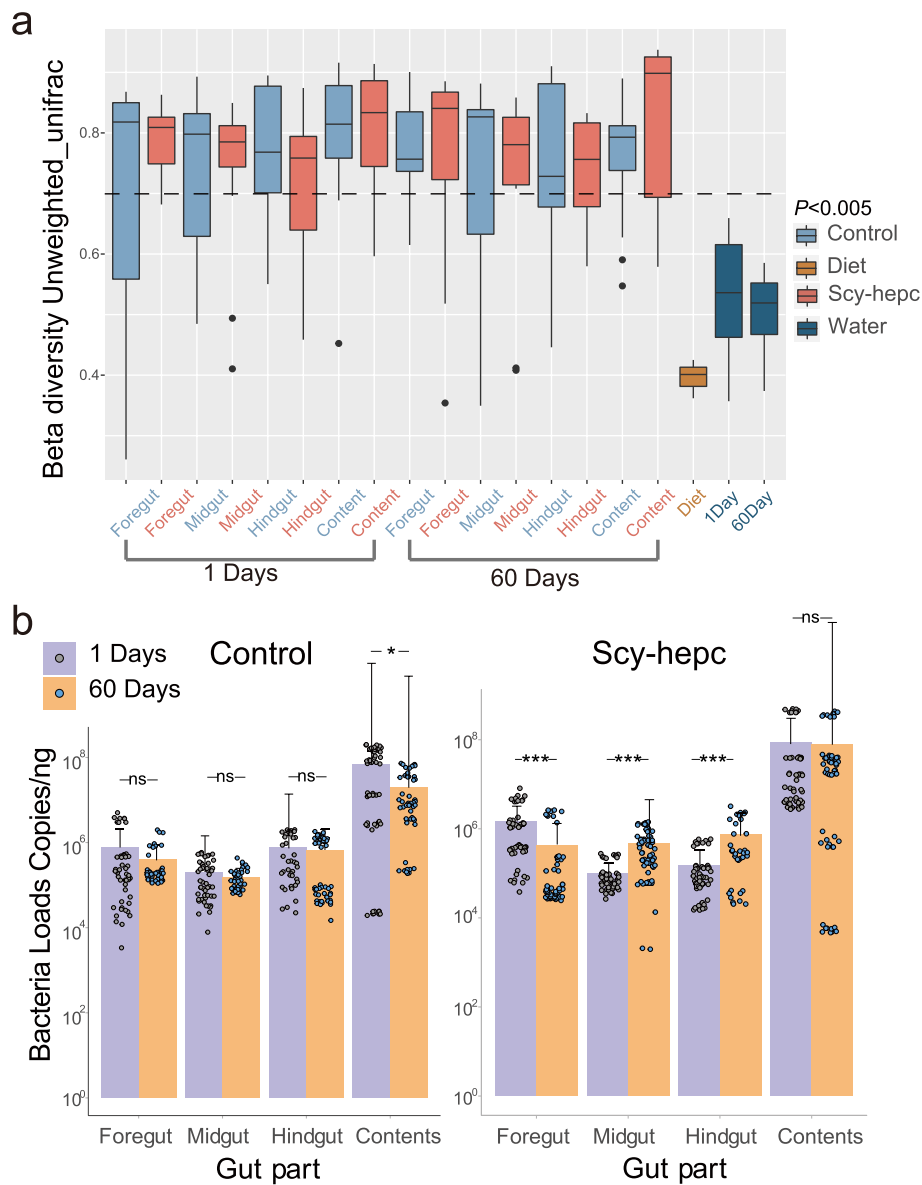 a
Beta diversity Unweighted_unifrac
0.8
0.6
0.4
P<0.005
Control
Diet
Scy-hepc
Water
Foregut
Foregut
Midgut
Midgut
Hindgut
Hindgut
Content
Content
Foregut
Foregut
Midgut
Midgut
Hindgut
Hindgut
Content
Content
Diet
1Day
60Day
1 Days
60 Days
b
1 Days
60 Days
Control
Scy-hepc
Bacteria Loads Copies/ng
10^8
10^6
10^4
10^2
10^0
ns
ns
ns
*
10^8
10^6
10^4
10^2
10^0
***
***
***
ns
Foregut Midgut Hindgut Contents
Gut part
Foregut Midgut Hindgut Contents
Gut part